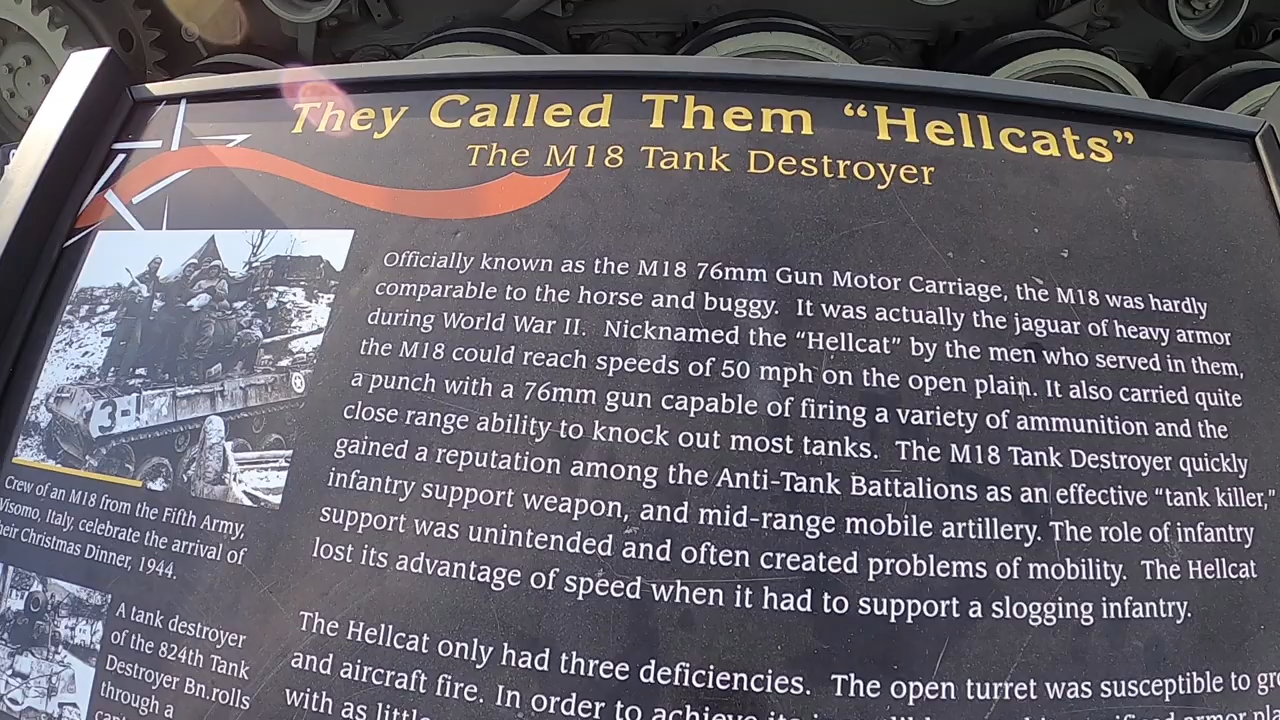 They Called Them “Hellcats”
The M18 Tank Destroyer
Officially known as the M18 76mm Gun Motor Carriage, the M18 was hardly
comparable to the horse and buggy. It was actually the jaguar of heavy armor
during World War II. Nicknamed the “Hellcat” by the men who served in them,
the M18 could reach speeds of 50 mph on the open plain. It also carried quite
a punch with a 76mm gun capable of firing a variety of ammunition and the
close range ability to knock out most tanks. The M18 Tank Destroyer quickly
gained a reputation among the Anti-Tank Battalions as an effective “tank killer,”
infantry support weapon, and mid-range mobile artillery. The role of infantry
support was unintended and often created problems of mobility. The Hellcat
lost its advantage of speed when it had to support a slogging infantry.
The Hellcat only had three deficiencies. The open turret was susceptible to
and aircraft fire. In order to achieve its
with as
3-1
Crew of an M18 from the Fifth Army,
Visomo, Italy, celebrate the arrival of
their Christmas Dinner, 1944.
A tank destroyer
of the 824th Tank
Destroyer Bn.rolls
through a